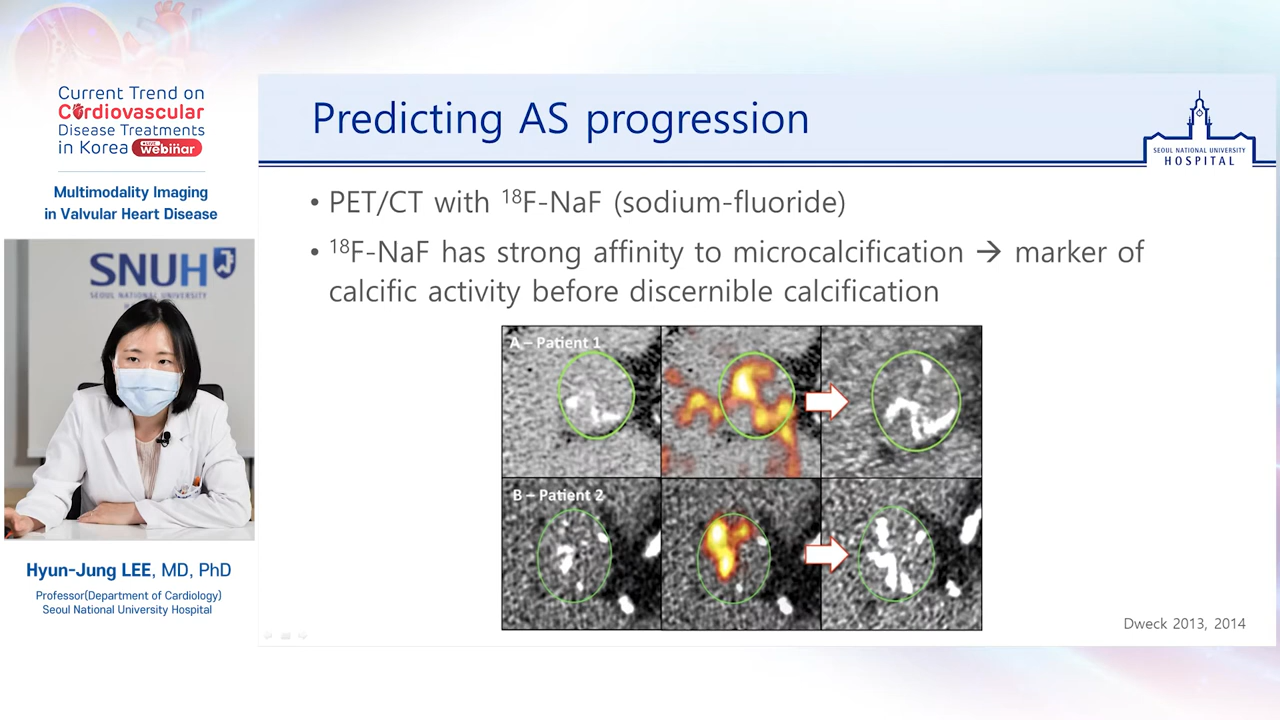 Current Trend on
Cardiovascular
Disease Treatments
in Korea LIVE webinar
Multimodality Imaging
in Valvular Heart Disease
SNUH
SEOUL NATIONAL UNIVERSITY
Hyun-Jung LEE, MD, PhD
Professor(Department of Cardiology)
Seoul National University Hospital
Predicting AS progression
SEOUL NATIONAL UNIVERSITY
HOSPITAL
• PET/CT with ¹⁸F-NaF (sodium-fluoride)
• ¹⁸F-NaF has strong affinity to microcalcification → marker of
calcific activity before discernible calcification
A – Patient 1
B – Patient 2
Dweck 2013, 2014